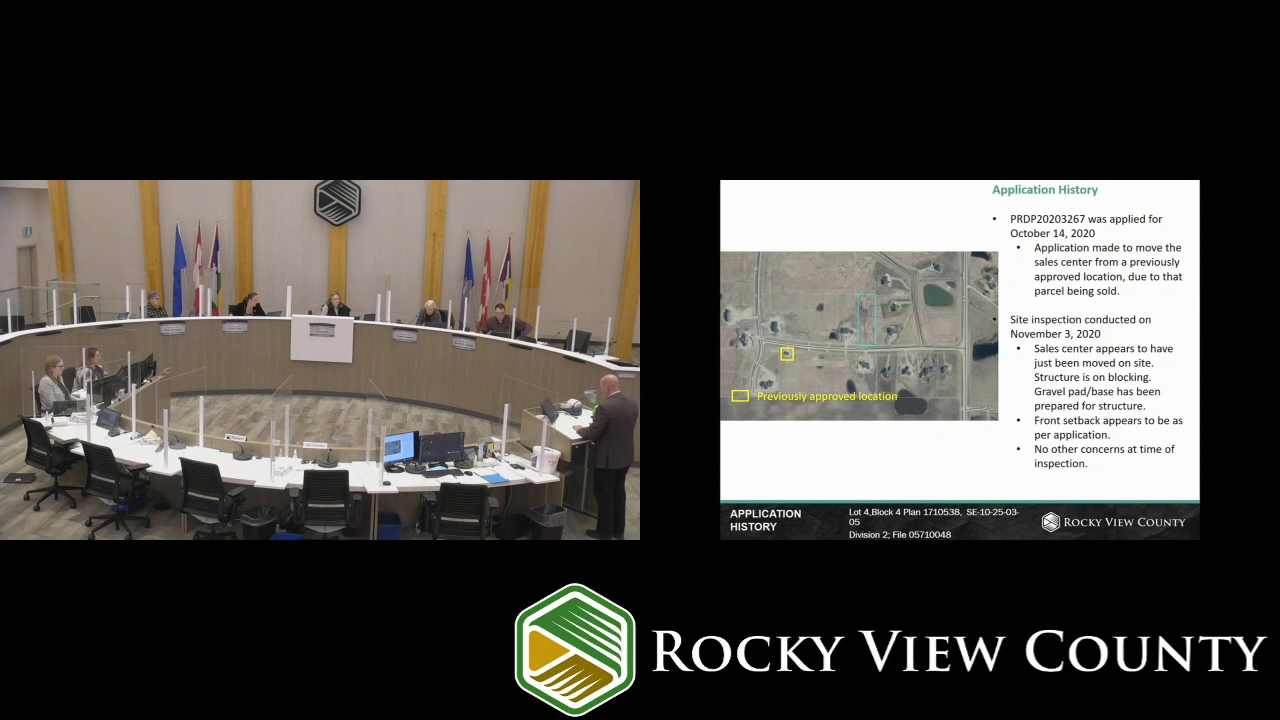 Application History
• PRDP20203267 was applied for
October 14, 2020
• Application made to move the
sales center from a previously
approved location, due to that
parcel being sold.
• Site inspection conducted on
November 3, 2020
• Sales center appears to have
just been moved on site.
Structure is on blocking.
Gravel pad/base has been
prepared for structure.
• Front setback appears to be as
per application.
• No other concerns at time of
inspection.
Previously approved location
APPLICATION
HISTORY
Lot 4,Block 4 Plan 1710538, SE-10-25-03-
05
Division 2; File 05710048
ROCKY VIEW COUNTY
ROCKY VIEW COUNTY